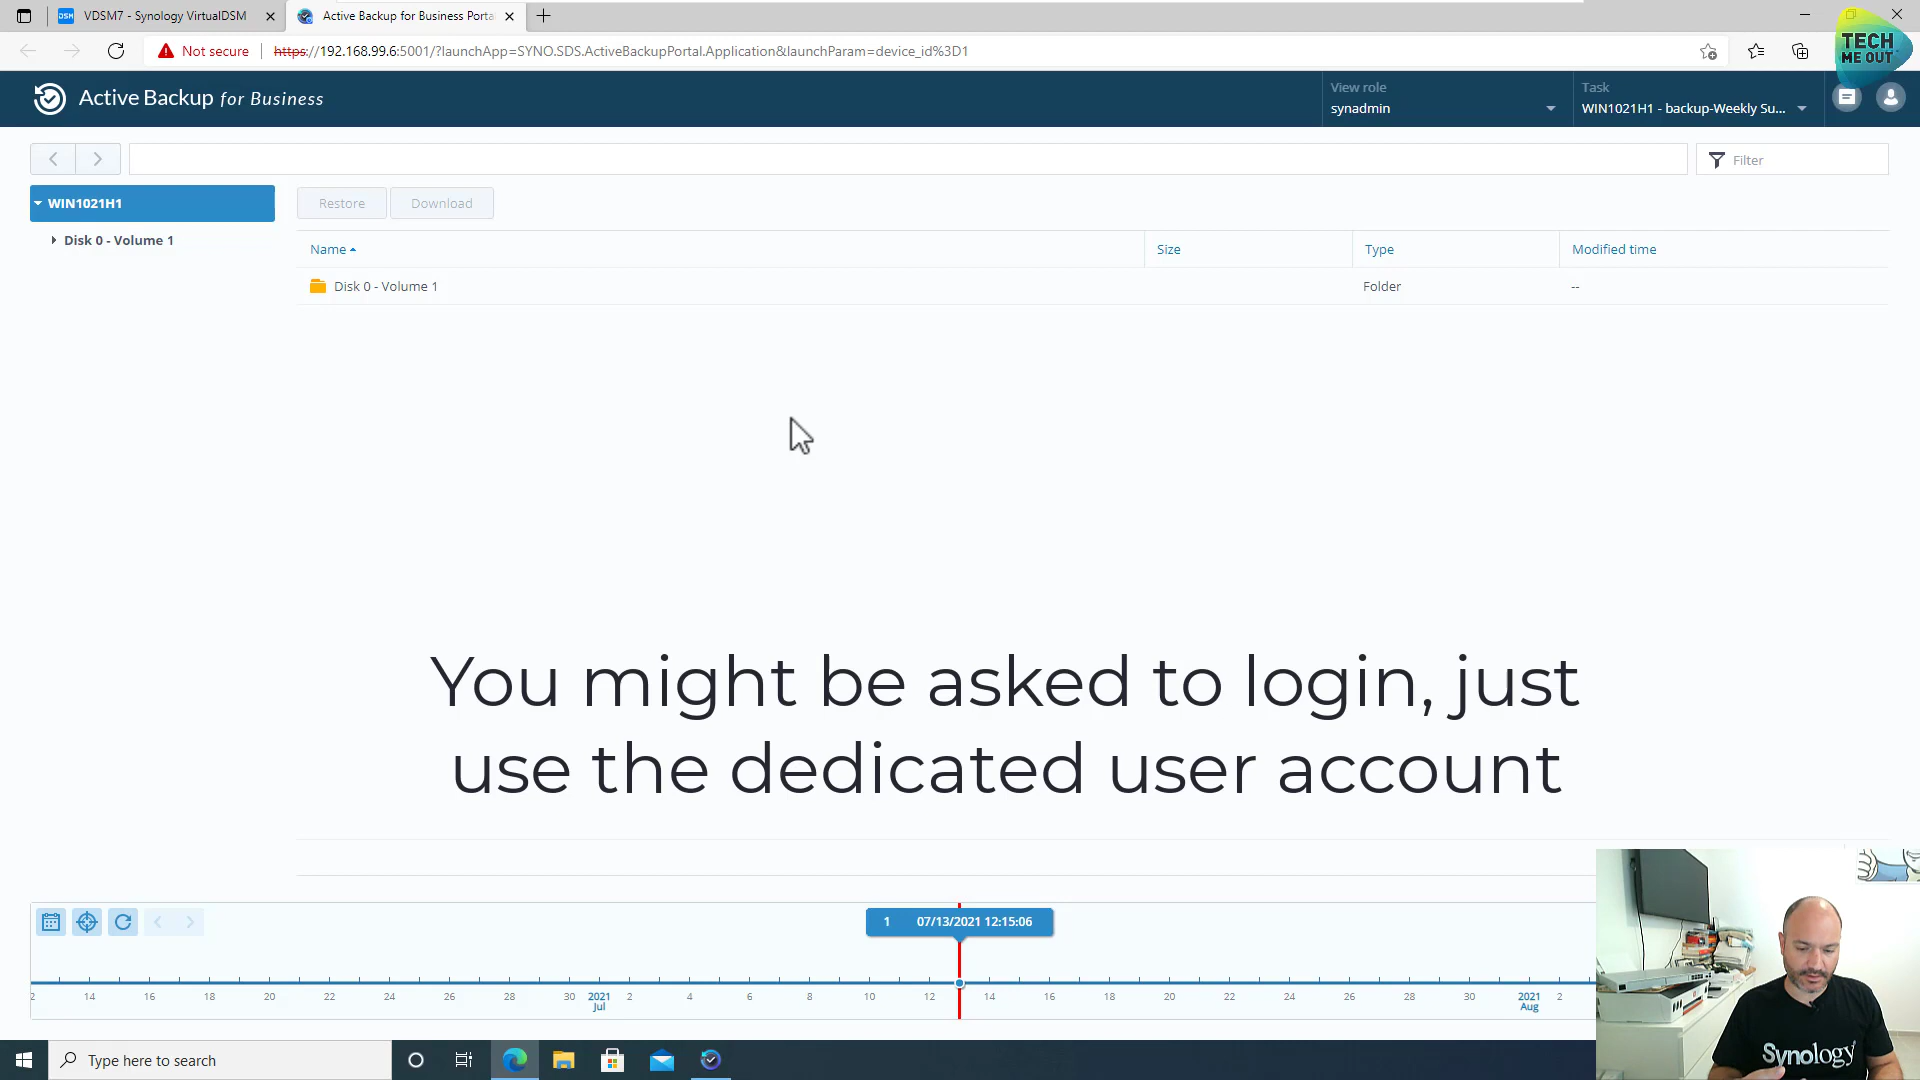 VDSM7 - Synology VirtualDSM
Active Backup for Business Porta
TECH
ME OUT
Not secure
https://192.168.99.6:5001/?launchApp=SYNO.SDS.ActiveBackupPortal.Application&launchParam=device_id%3D1
Active Backup for Business
View role
synadmin
Task
WIN1021H1 - backup-Weekly Su...
Filter
WIN1021H1
Disk 0 - Volume 1
Restore
Download
Name
Size
Type
Modified time
Disk 0 - Volume 1
Folder
--
You might be asked to login, just
use the dedicated user account
1 07/13/2021 12:15:06
2 14 16 18 20 22 24 26 28 30 2021 Jul 2 4 6 8 10 12 14 16 18 20 22 24 26 28 30 2021 Aug 2
Type here to search
Synology